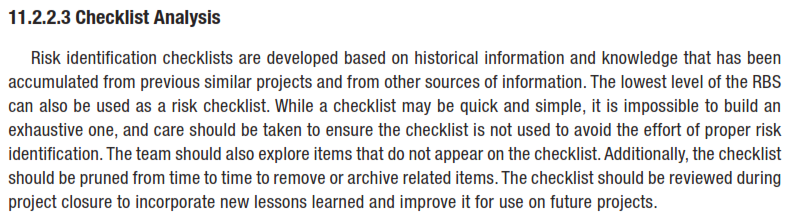 11.2.2.3 Checklist Analysis
Risk identification checklists are developed based on historical information and knowledge that has been
accumulated from previous similar projects and from other sources of information. The lowest level of the RBS
can also be used as a risk checklist. While a checklist may be quick and simple, it is impossible to build an
exhaustive one, and care should be taken to ensure the checklist is not used to avoid the effort of proper risk
identification. The team should also explore items that do not appear on the checklist. Additionally, the checklist
should be pruned from time to time to remove or archive related items. The checklist should be reviewed during
project closure to incorporate new lessons learned and improve it for use on future projects.